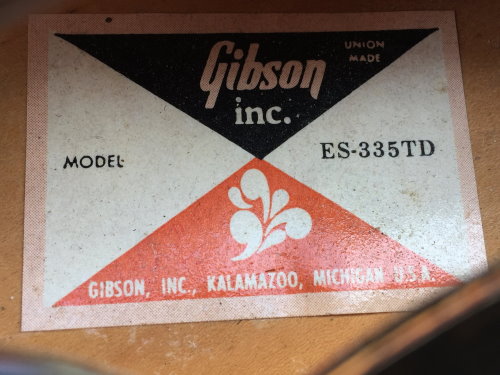 Gibson
inc.
UNION
MADE
MODEL
ES-335TD
GIBSON, INC., KALAMAZOO, MICHIGAN U.S.A.